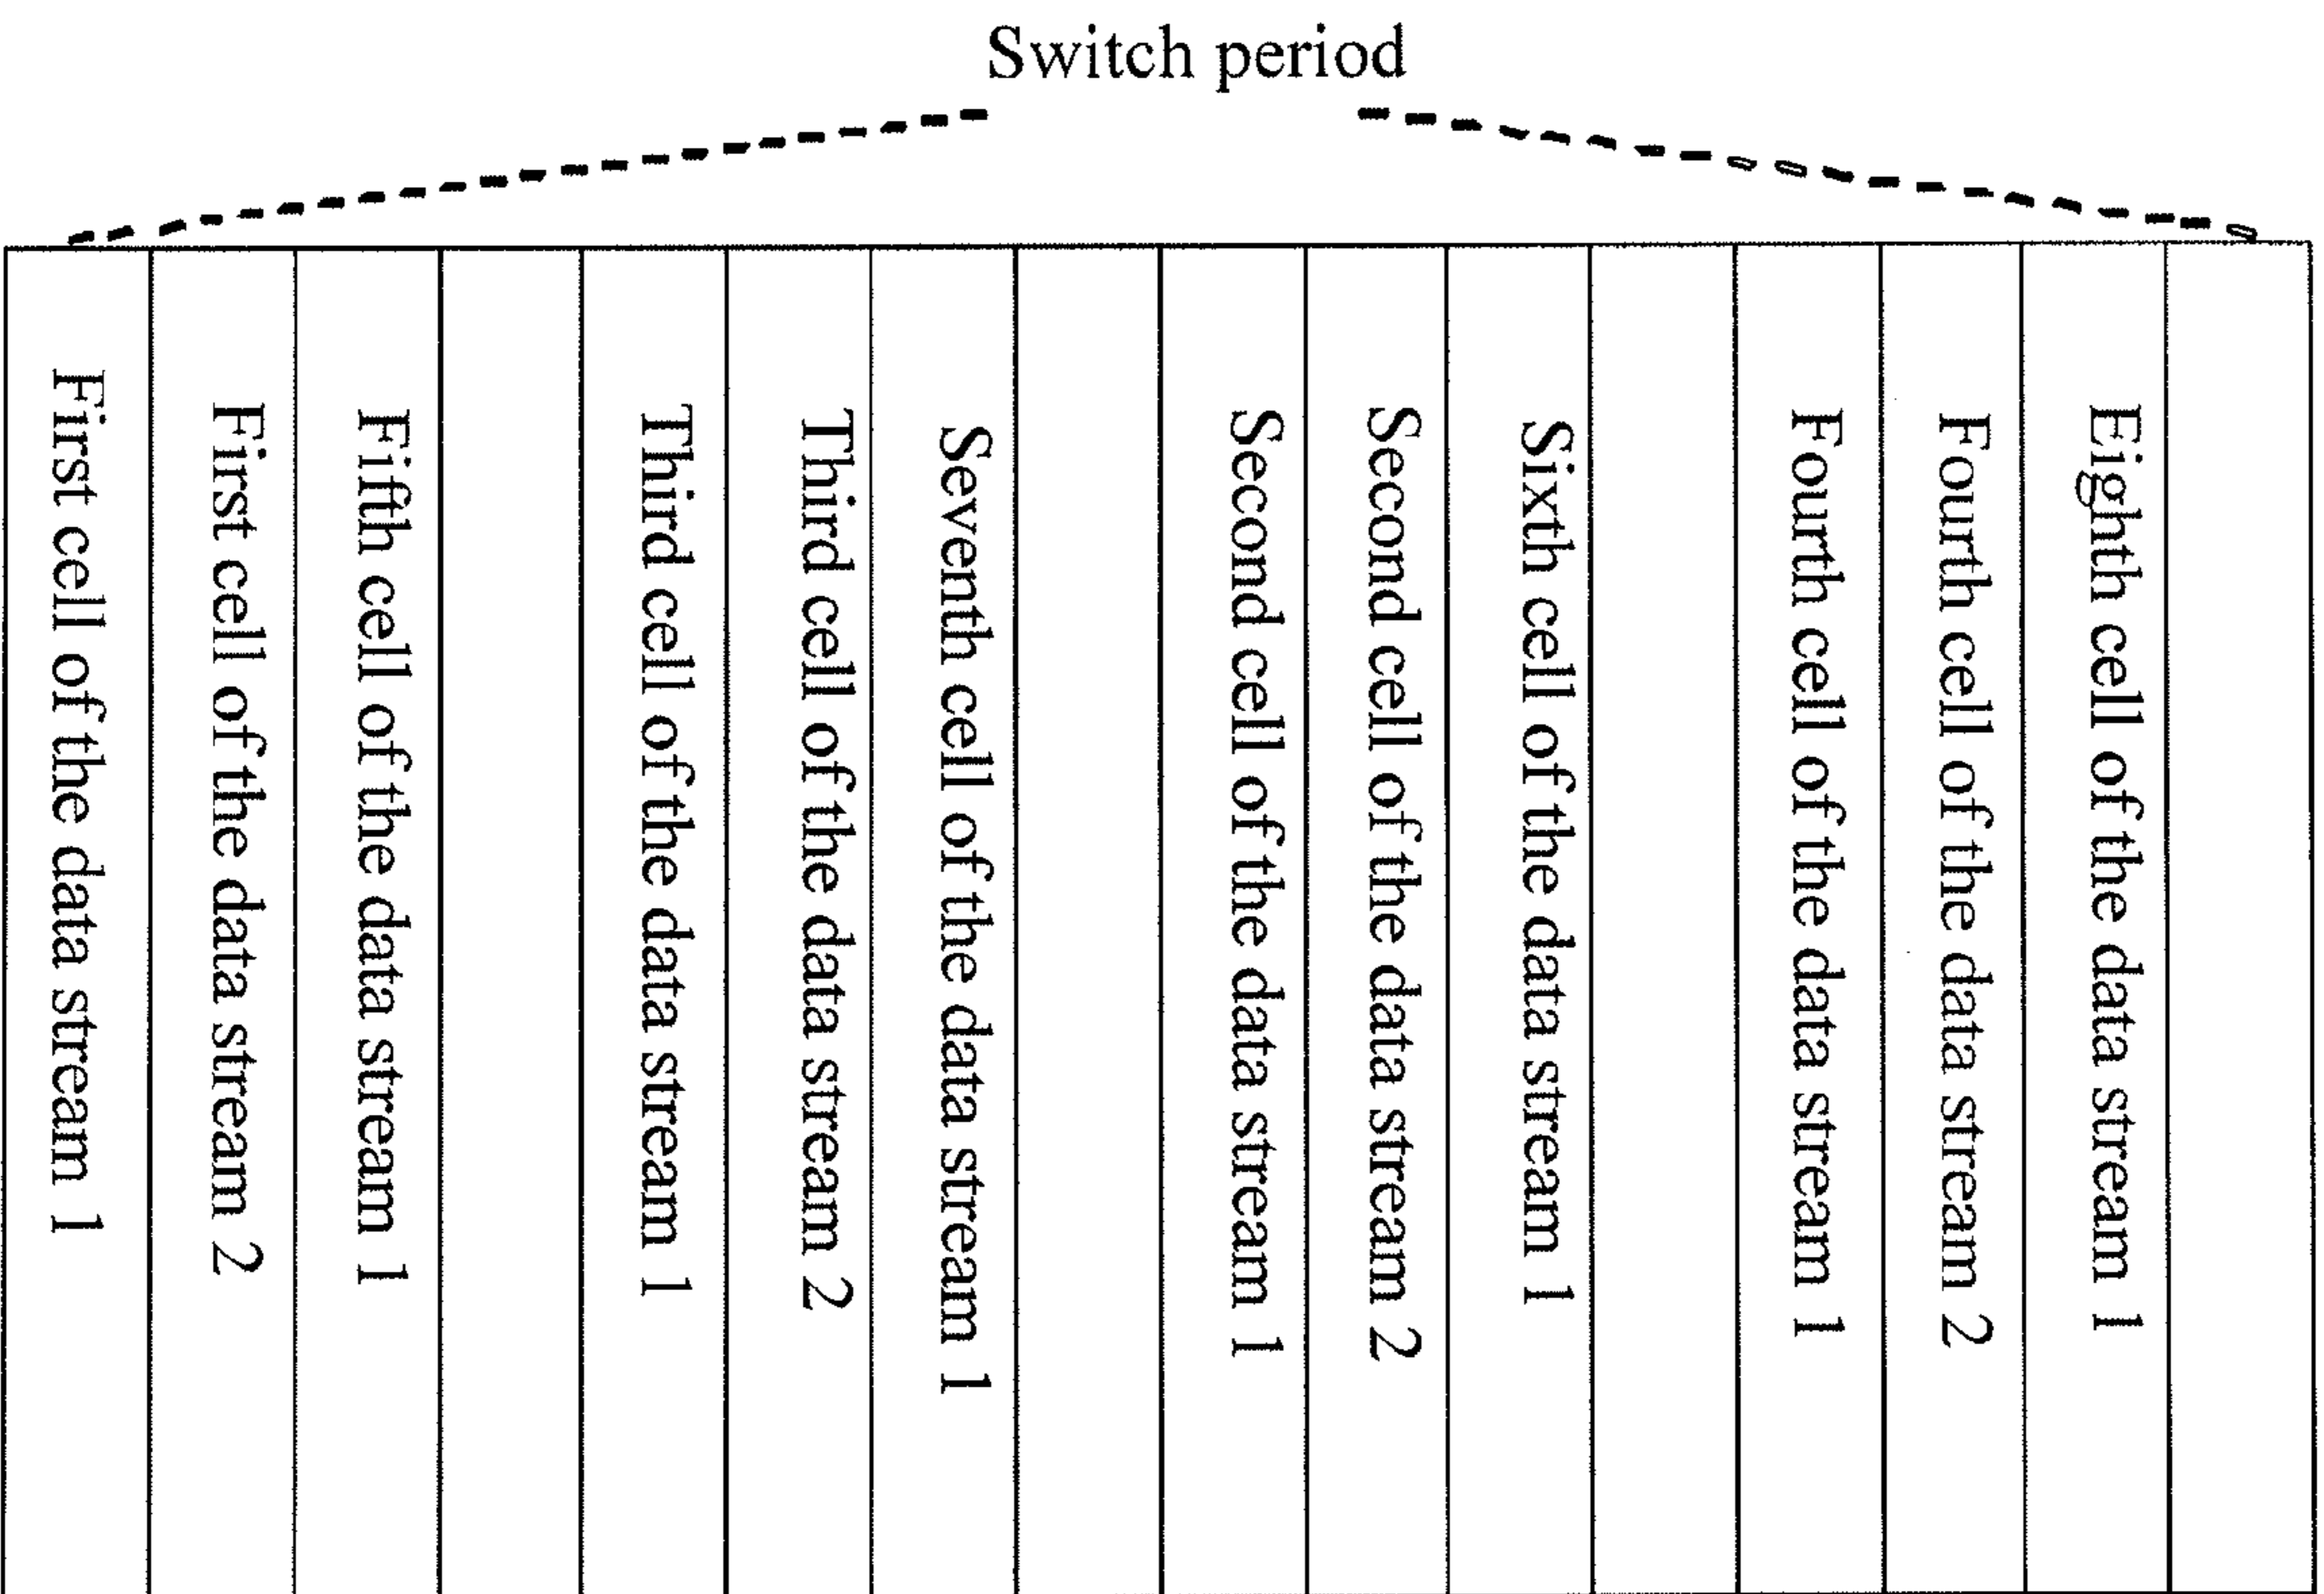 Switch period
First cell of the data stream 1
First cell of the data stream 2
Fifth cell of the data stream 1
Third cell of the data stream 1
Third cell of the data stream 2
Seventh cell of the data stream 1
Second cell of the data stream 1
Second cell of the data stream 2
Sixth cell of the data stream 1
Fourth cell of the data stream 1
Fourth cell of the data stream 2
Eighth cell of the data stream 1